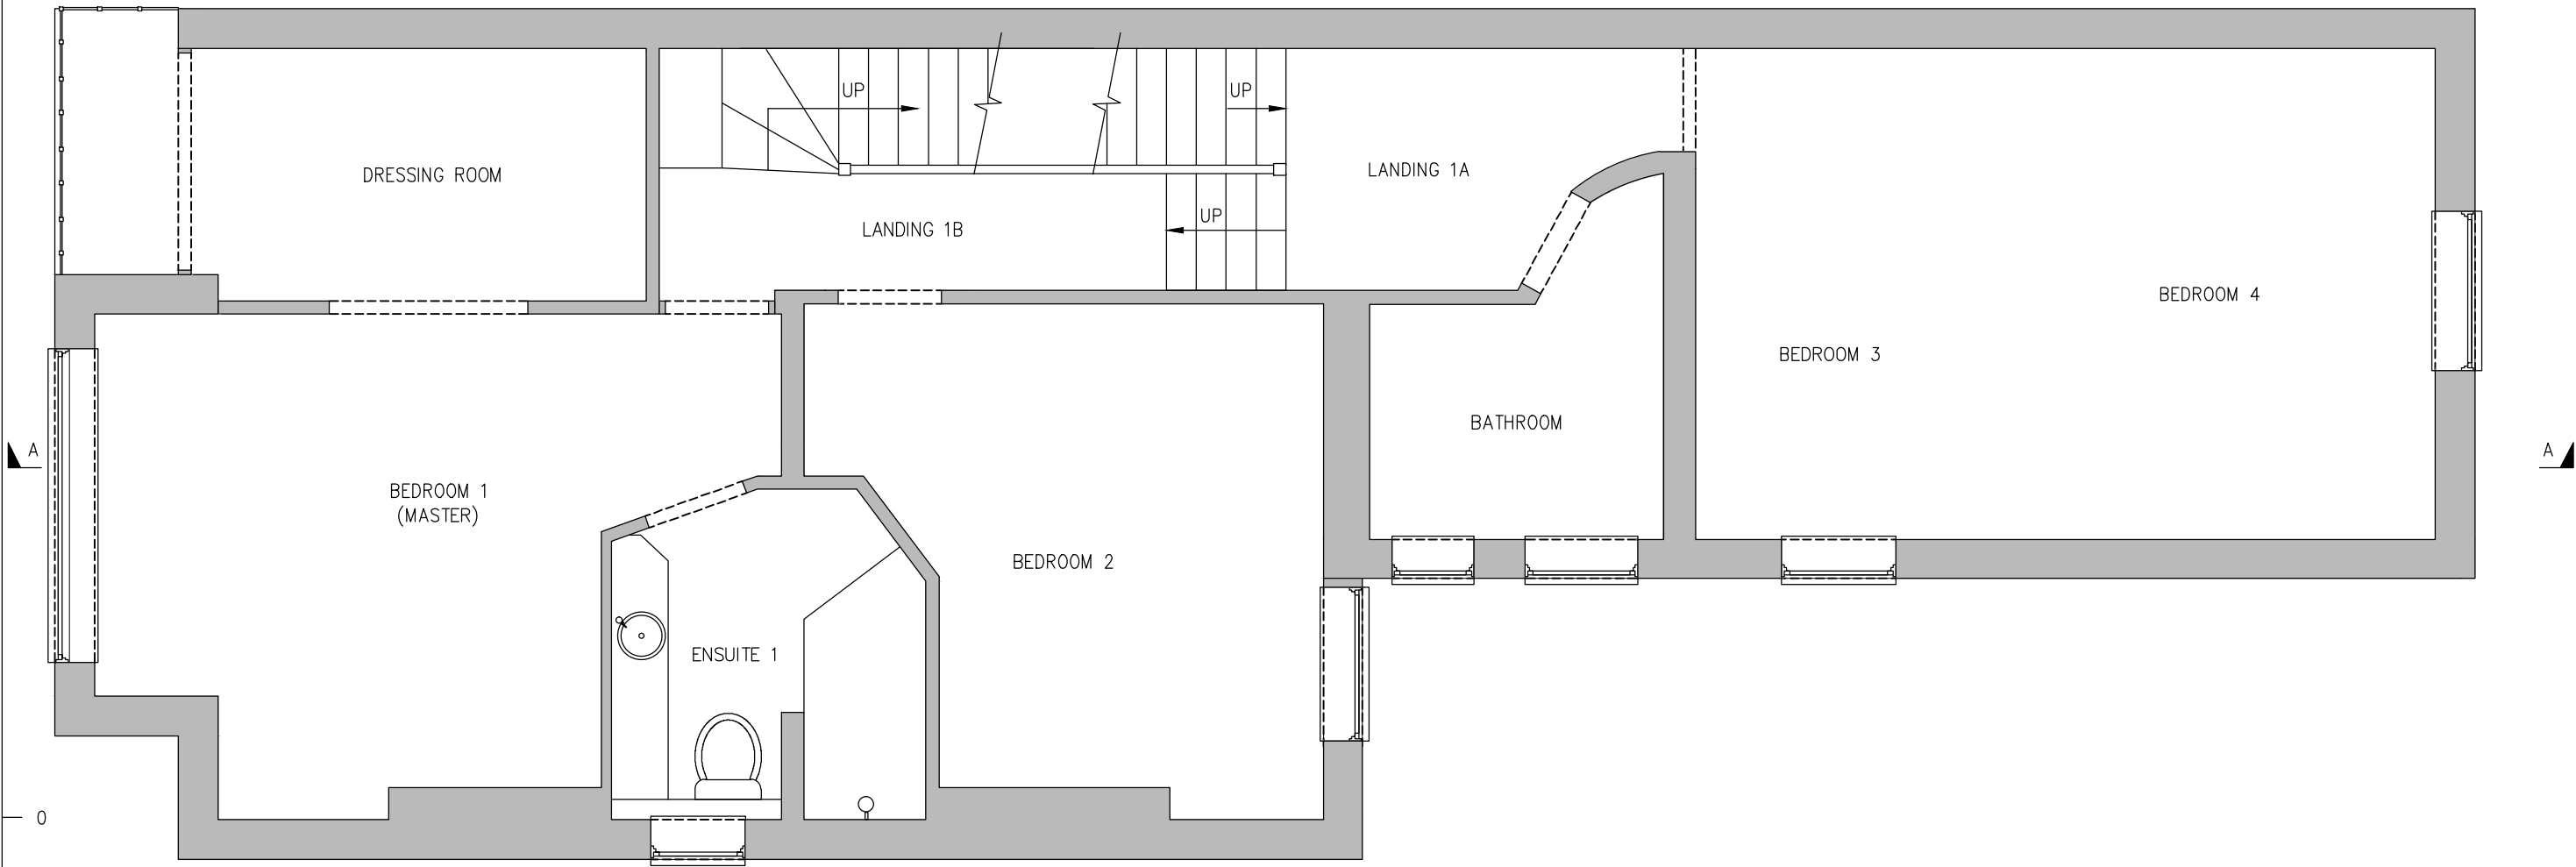 UP
UP
DRESSING ROOM
LANDING 1A
UP
LANDING 1B
BEDROOM 4
BEDROOM 3
BATHROOM
A
A
BEDROOM 1
(MASTER)
BEDROOM 2
ENSUITE 1
0